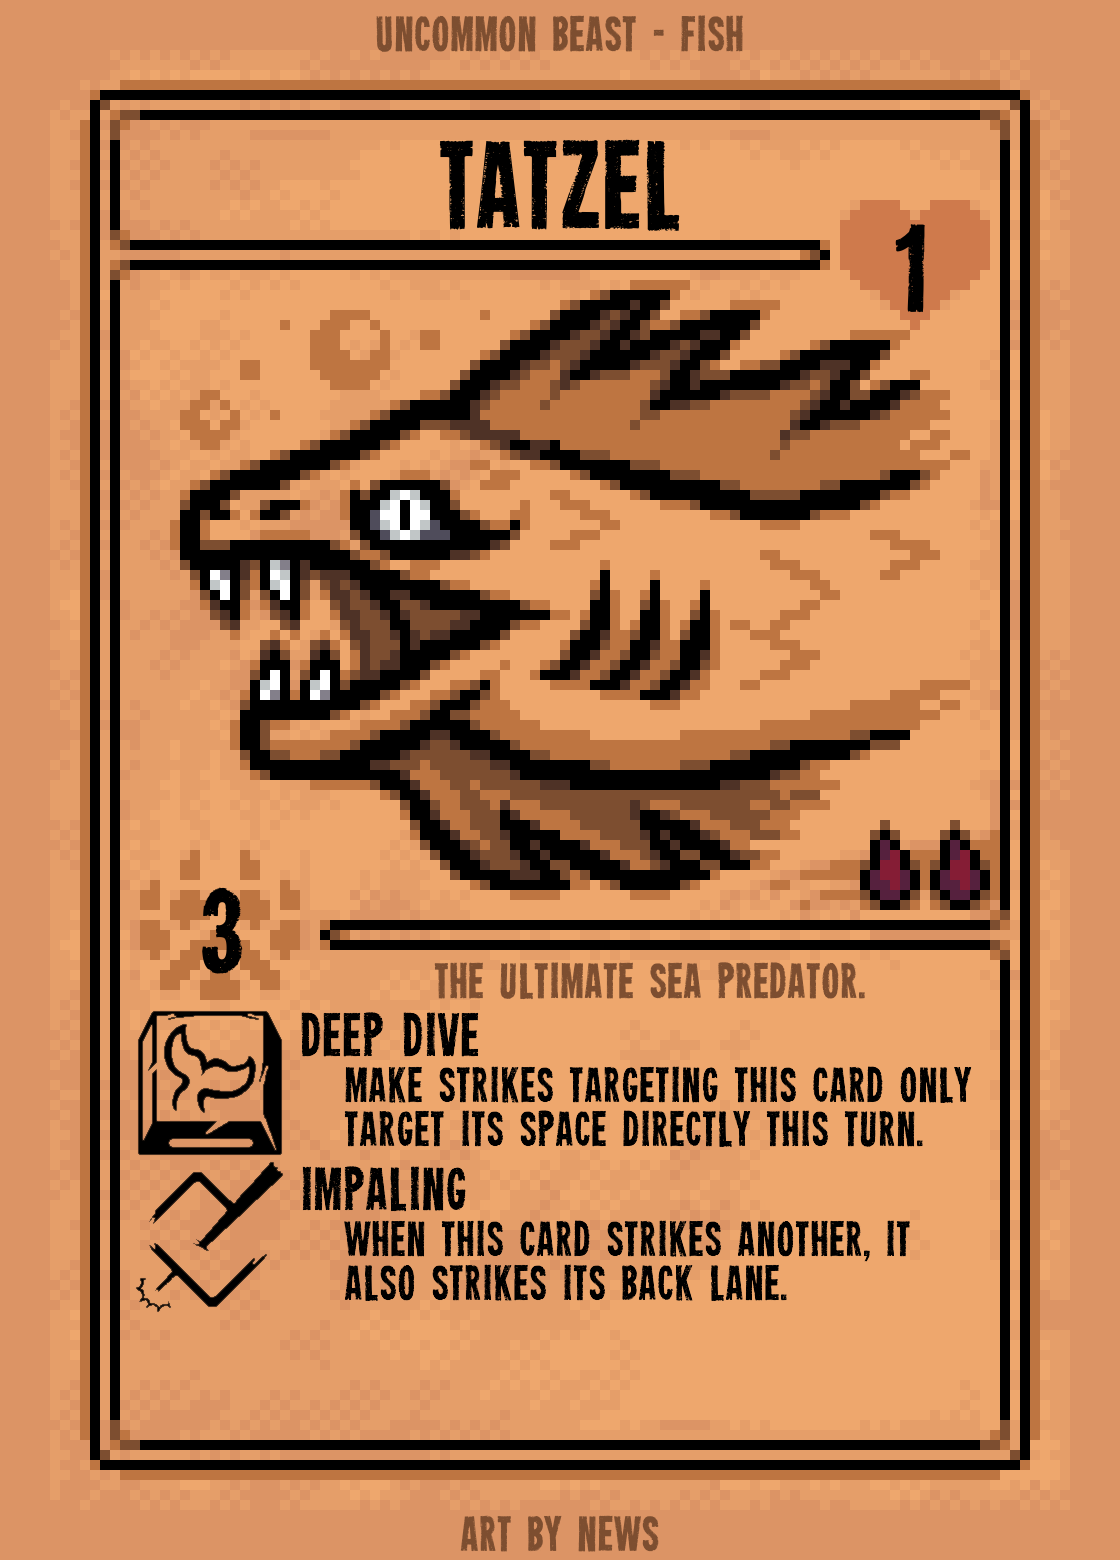 UNCOMMON BEAST - FISH
TATZEL
1
3
THE ULTIMATE SEA PREDATOR.
DEEP DIVE
MAKE STRIKES TARGETING THIS CARD ONLY
TARGET ITS SPACE DIRECTLY THIS TURN.
IMPALING
WHEN THIS CARD STRIKES ANOTHER, IT
ALSO STRIKES ITS BACK LANE.
ART BY NEWS